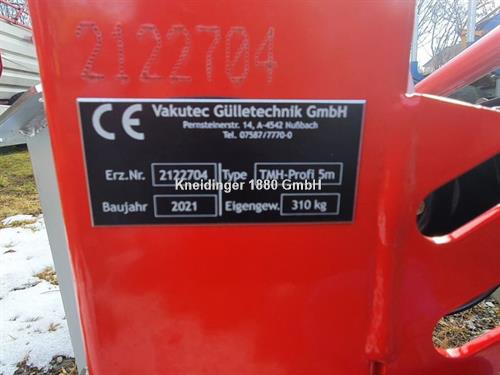 2122704
CE Vakutec Gülletechnik GmbH
Pernsteinerstr. 14, A-4542 Nußbach
Tel. 07587/7770-0
Erz.Nr. 2122704 Type TMH-Profi 5m
Kneidinger 1880 GmbH
Baujahr 2021 Eigengew. 310 kg